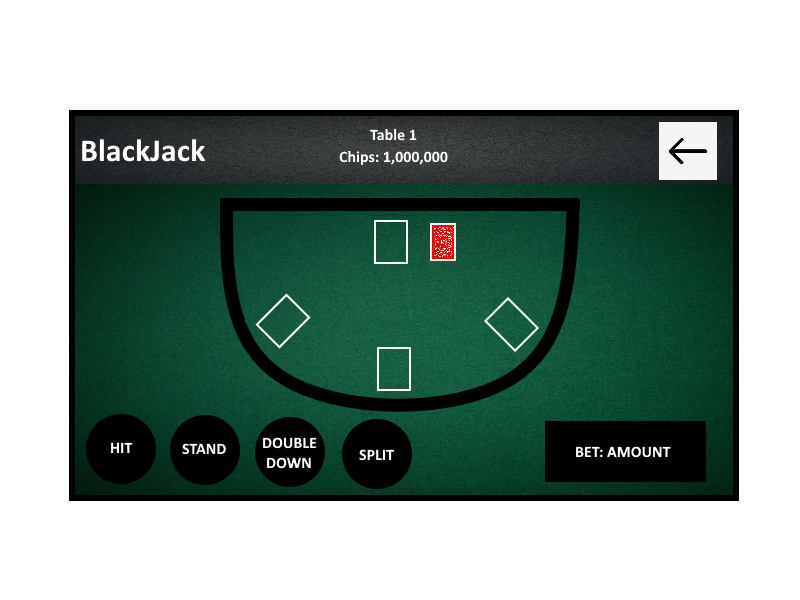 BlackJack
Table 1
Chips: 1,000,000
HIT
STAND
DOUBLE
DOWN
SPLIT
BET: AMOUNT